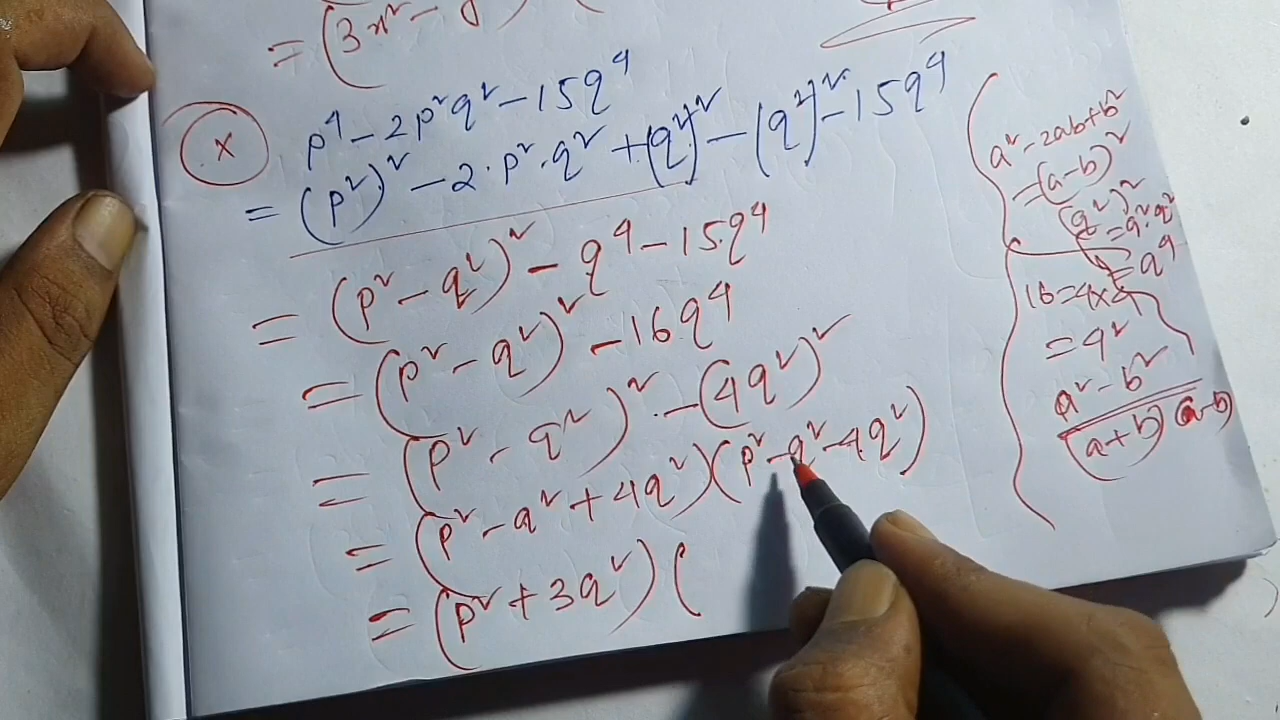 = (3x² -
x
p⁴ - 2p²q² - 15q⁴
= (p²)² - 2·p²·q² + (q²)² - (q²)² - 15q⁴
= (p² - q²)² - q⁴ - 15q⁴
= (p² - q²)² - 16q⁴
= (p² - q²)² - (4q²)²
= (p² - q² + 4q²)(p² - q² - 4q²)
= (p² + 3q²)(
a² - 2ab + b²
= (a - b)²
(q²)²
= q²·q²
= q⁴
16 = 4×4
= 4²
a² - b²
(a + b)(a - b)